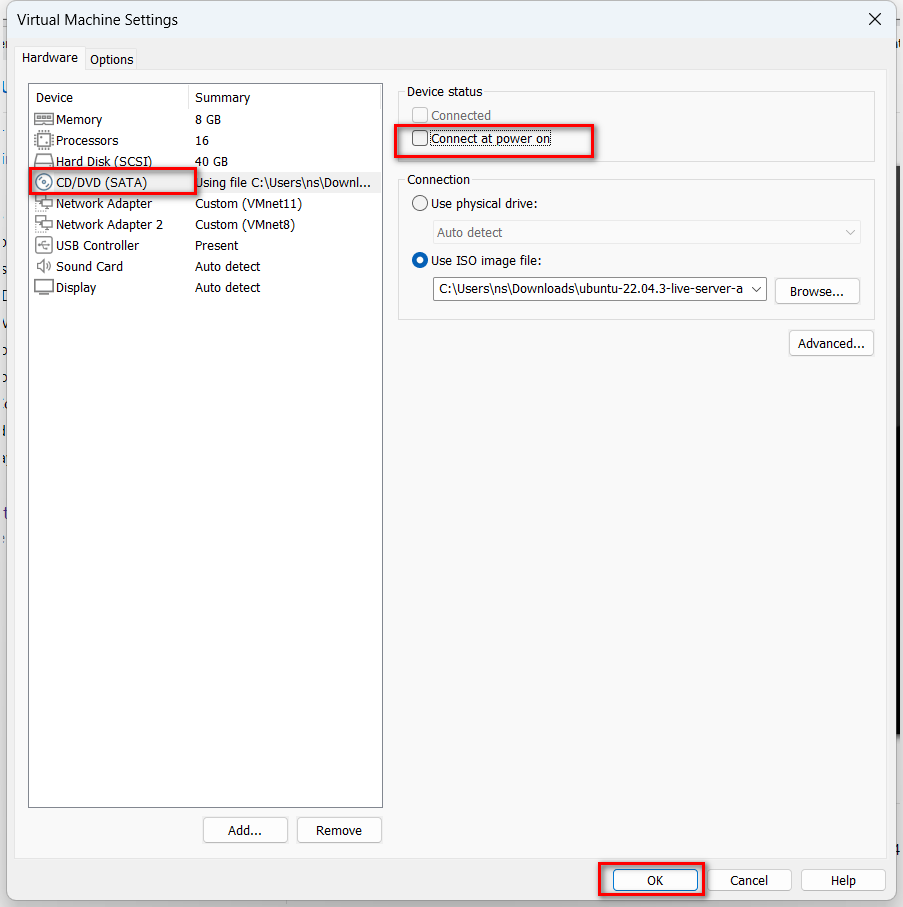 Virtual Machine Settings
Hardware
Options
Device Summary
Memory 8 GB
Processors 16
Hard Disk (SCSI) 40 GB
CD/DVD (SATA) Using file C:\Users\ns\Downl...
Network Adapter Custom (VMnet11)
Network Adapter 2 Custom (VMnet8)
USB Controller Present
Sound Card Auto detect
Display Auto detect
Add...
Remove
Device status
Connected
Connect at power on
Connection
Use physical drive:
Auto detect
Use ISO image file:
C:\Users\ns\Downloads\ubuntu-22.04.3-live-server-a
Browse...
Advanced...
OK
Cancel
Help